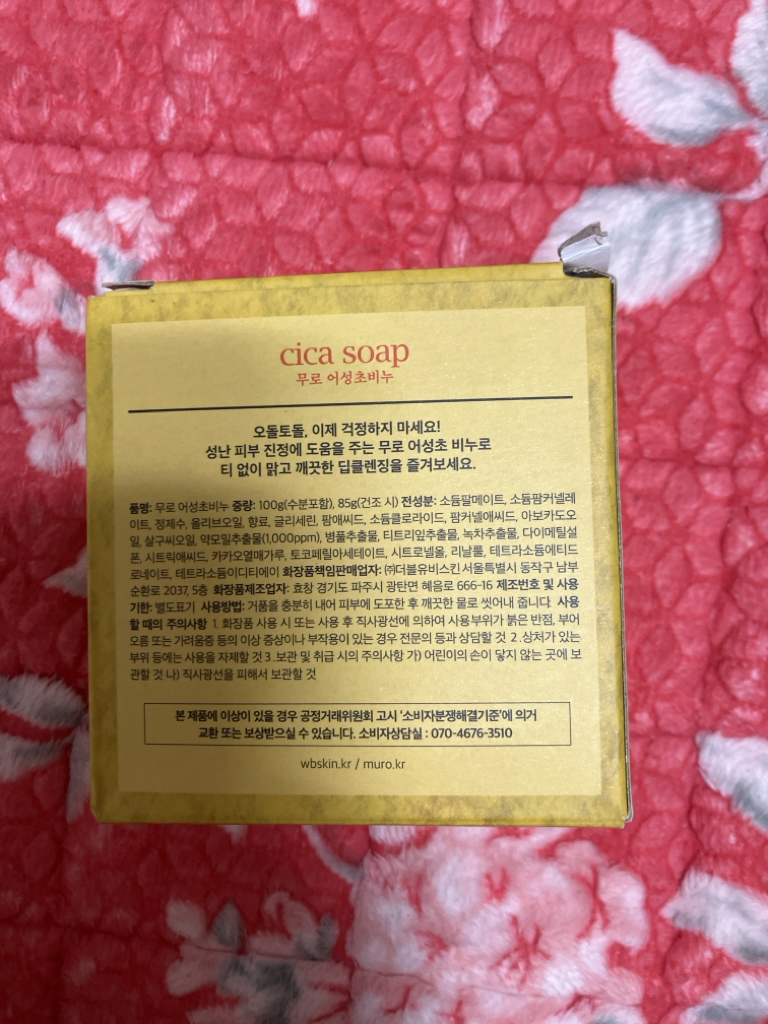 cica soap
무로 어성초비누
오돌토돌, 이제 걱정하지 마세요!
성난 피부 진정에 도움을 주는 무로 어성초 비누로
티 없이 맑고 깨끗한 딥클렌징을 즐겨보세요.
품명: 무로 어성초비누 중량: 100g(수분포함), 85g(건조 시) 전성분: 소듐팔메이트, 소듐팜커넬레
이트, 정제수, 올리브오일, 향료, 글리세린, 팜애씨드, 소듐클로라이드, 팜커넬애씨드, 아보카도오
일, 살구씨오일, 약모밀추출물(1,000ppm), 병풀추출물, 티트리잎추출물, 녹차추출물, 다이메틸설
폰, 시트릭애씨드, 카카오열매가루, 토코페릴아세테이트, 시트로넬올, 리날룰, 테트라소듐에티드
로네이트, 테트라소듐이디티에이 화장품책임판매업자: ㈜더블유비스킨 서울특별시 동작구 남부
순환로 2037, 5층 화장품제조업자: 효창 경기도 파주시 광탄면 혜음로 666-16 제조번호 및 사용
기한: 별도표기 사용방법: 거품을 충분히 내어 피부에 도포한 후 깨끗한 물로 씻어내 줍니다. 사용
할 때의 주의사항 1. 화장품 사용 시 또는 사용 후 직사광선에 의하여 사용부위가 붉은 반점, 부어
오름 또는 가려움증 등의 이상 증상이나 부작용이 있는 경우 전문의 등과 상담할 것 2.상처가 있는
부위 등에는 사용을 자제할 것 3.보관 및 취급 시의 주의사항 가) 어린이의 손이 닿지 않는 곳에 보
관할 것 나) 직사광선을 피해서 보관할 것
본 제품에 이상이 있을 경우 공정거래위원회 고시 '소비자분쟁해결기준'에 의거
교환 또는 보상받으실 수 있습니다. 소비자상담실 : 070-4676-3510
wbskin.kr / muro.kr